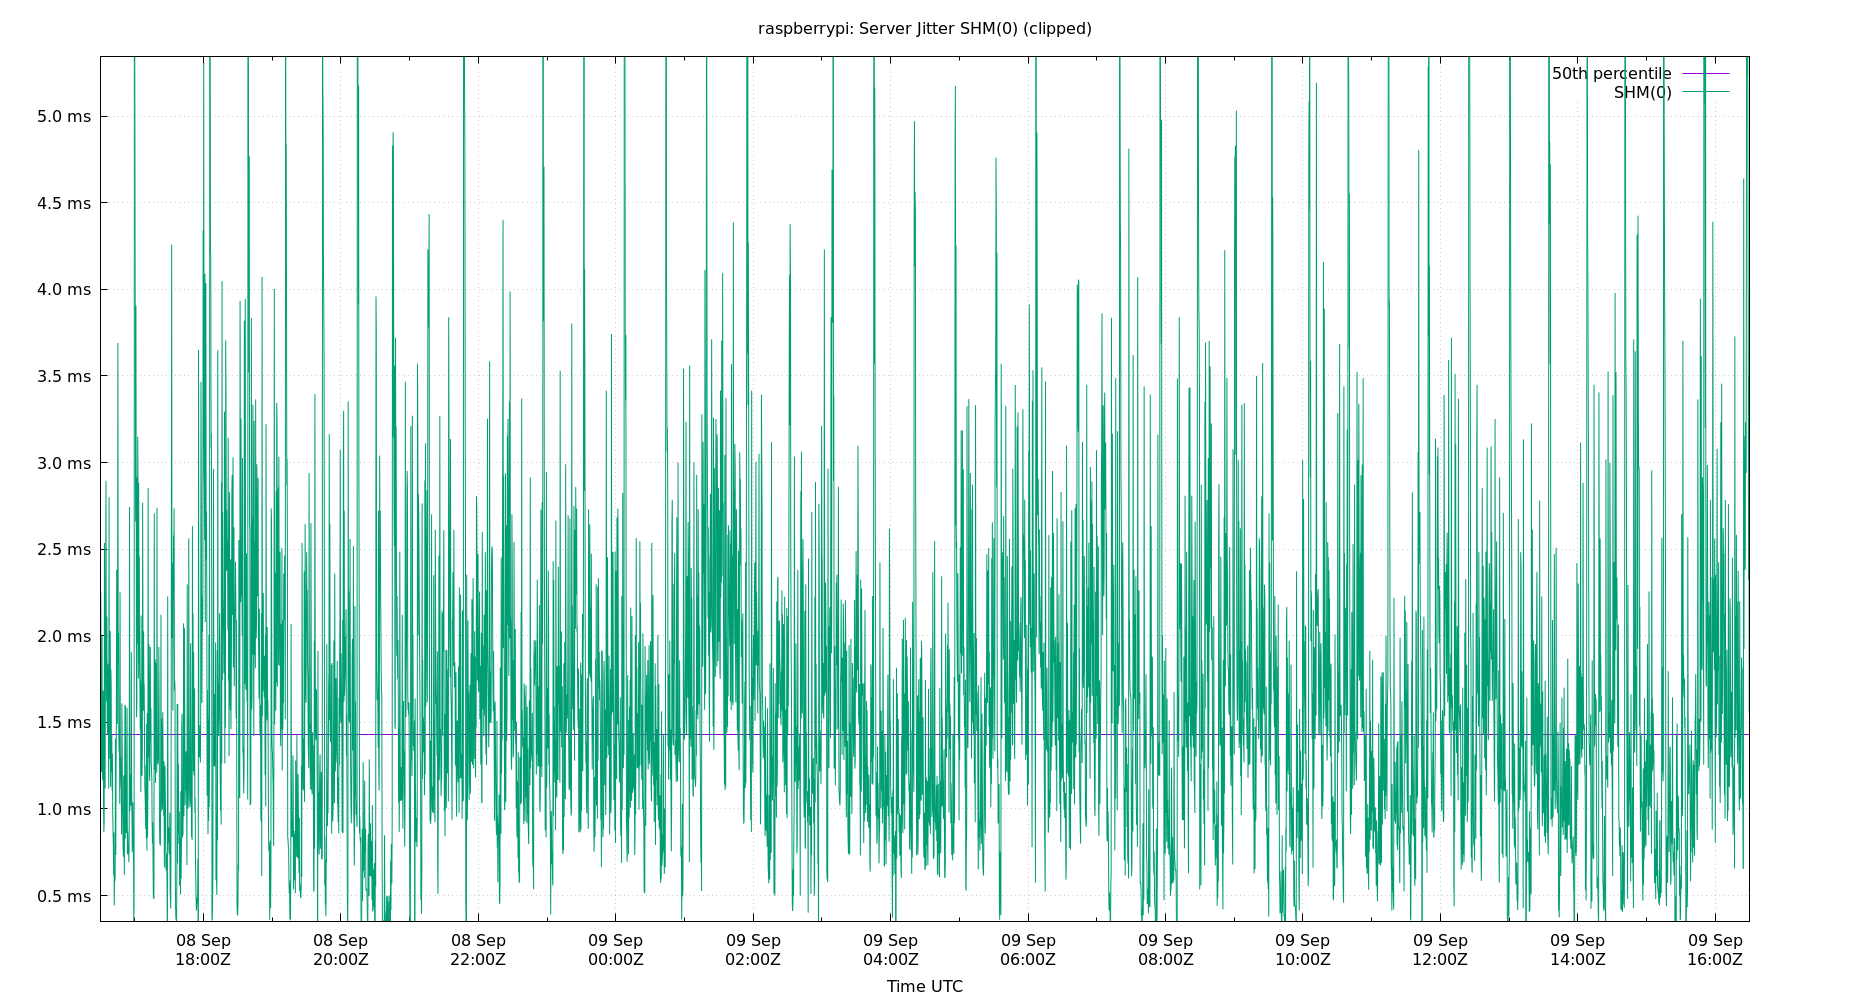 raspberrypi: Server Jitter SHM(0) (clipped)
50th percentile
SHM(0)
5.0 ms
4.5 ms
4.0 ms
3.5 ms
3.0 ms
2.5 ms
2.0 ms
1.5 ms
1.0 ms
0.5 ms
08 Sep 08 Sep 08 Sep 09 Sep 09 Sep 09 Sep 09 Sep 09 Sep 09 Sep 09 Sep 09 Sep 09 Sep
18:00Z 20:00Z 22:00Z 00:00Z 02:00Z 04:00Z 06:00Z 08:00Z 10:00Z 12:00Z 14:00Z 16:00Z
Time UTC